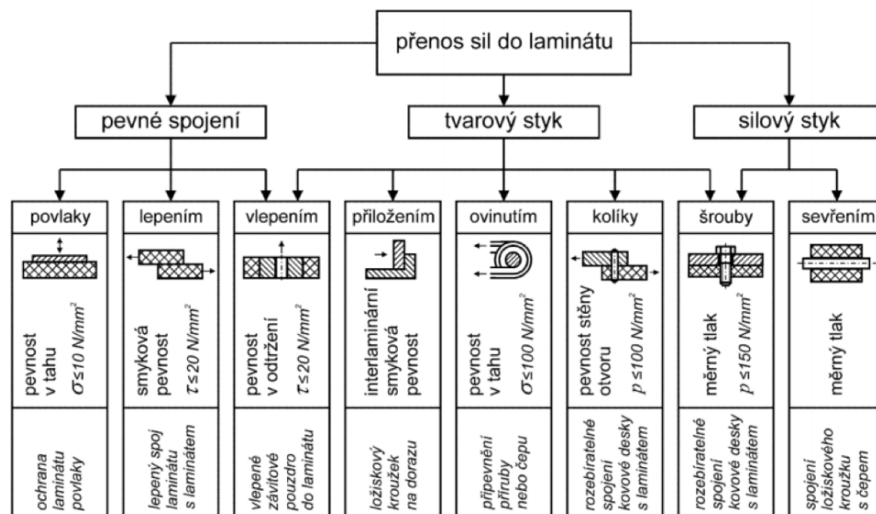 přenos sil do laminátu
pevné spojení
tvarový styk
silový styk
povlaky
lepením
vlepením
přiložením
ovinutím
kolíky
šrouby
sevřením
pevnost
v tahu
σ≤10 N/mm²
smyková
pevnost
τ≤20 N/mm²
pevnost
v odtržení
τ≤20 N/mm²
interlaminární
smyková
pevnost
pevnost
v tahu
σ≤100 N/mm²
pevnost stěny
otvoru
p≤100 N/mm²
měrný tlak
p≤150 N/mm²
měrný tlak
ochrana
laminátu
povlaky
lepený spoj
laminátu
s laminátem
vlepené
závitové
pouzdro
do laminátu
ložiskový
kroužek
na dorazu
připevnění
příruby
nebo čepu
rozebíratelné
spojení
kovové desky
s laminátem
rozebíratelné
spojení
kovové desky
s laminátem
spojení
ložiskového
kroužku
s čepem